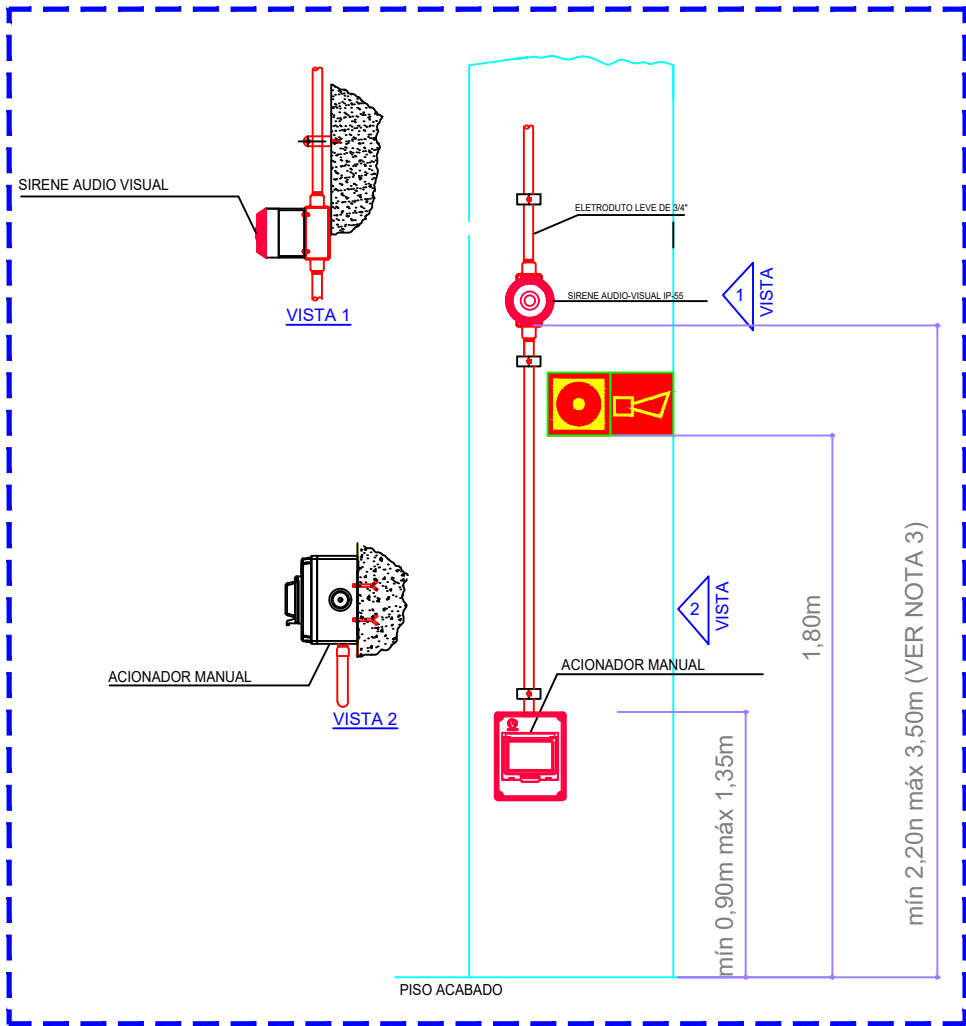 SIRENE AUDIO VISUAL
VISTA 1
ELETRODUTO LEVE DE 3/4"
SIRENE AUDIO-VISUAL IP-55
1
VISTA
2
VISTA
ACIONADOR MANUAL
VISTA 2
ACIONADOR MANUAL
mín 0,90m máx 1,35m
1,80m
mín 2,20n máx 3,50m (VER NOTA 3)
PISO ACABADO